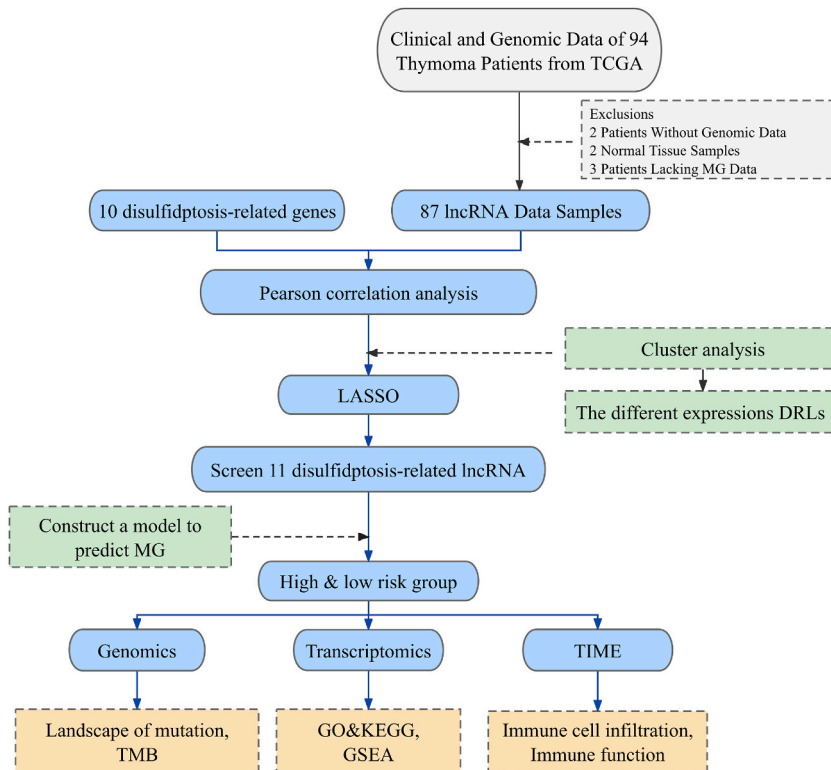 Clinical and Genomic Data of 94
Thymoma Patients from TCGA
Exclusions
2 Patients Without Genomic Data
2 Normal Tissue Samples
3 Patients Lacking MG Data
10 disulfidptosis-related genes
87 lncRNA Data Samples
Pearson correlation analysis
Cluster analysis
LASSO
The different expressions DRLs
Screen 11 disulfidptosis-related lncRNA
Construct a model to
predict MG
High & low risk group
Genomics
Transcriptomics
TIME
Landscape of mutation,
TMB
GO&KEGG,
GSEA
Immune cell infiltration,
Immune function